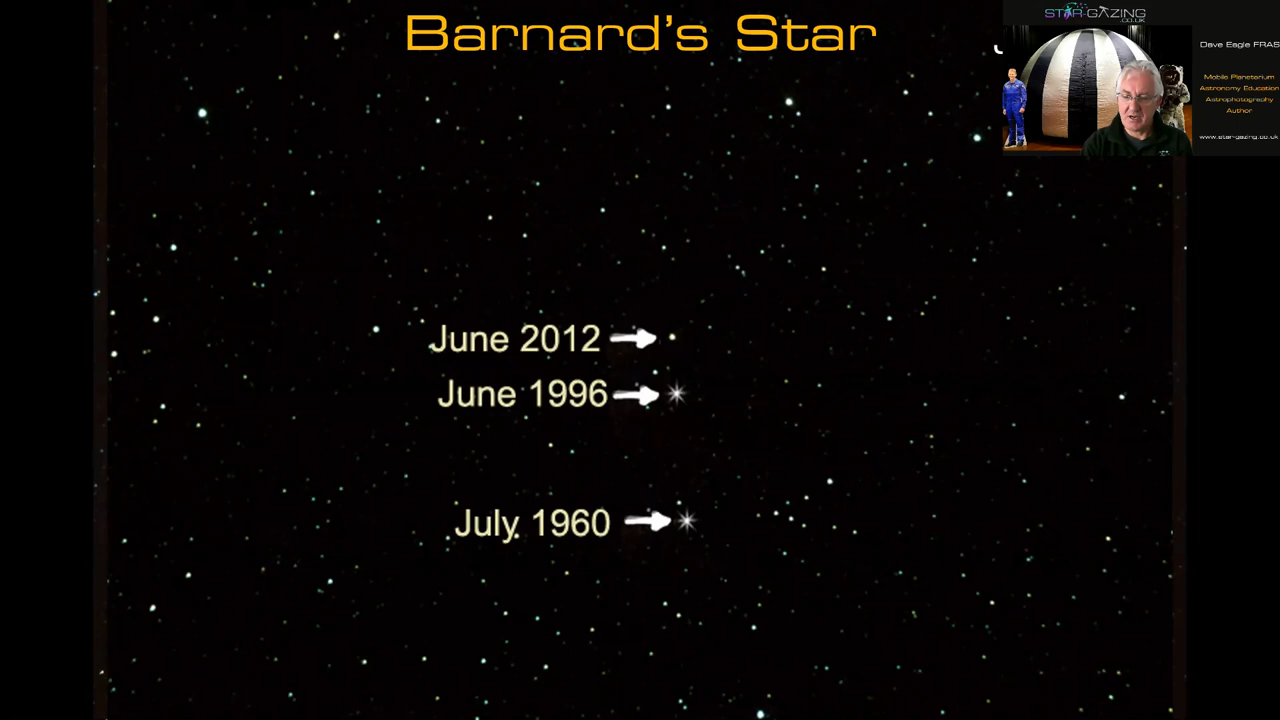 Barnard's Star
STAR-GAZING
.CO.UK
Dave Eagle FRAS
Mobile Planetarium
Astronomy Education
Astrophotography
Author
www.star-gazing.co.uk
June 2012
June 1996
July 1960